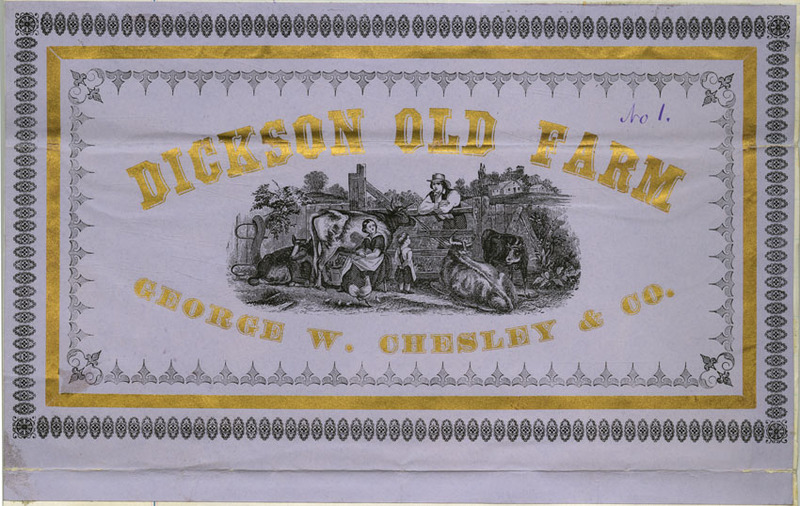 No 1.
DICKSON OLD FARM
GEORGE W. CHESLEY & CO.